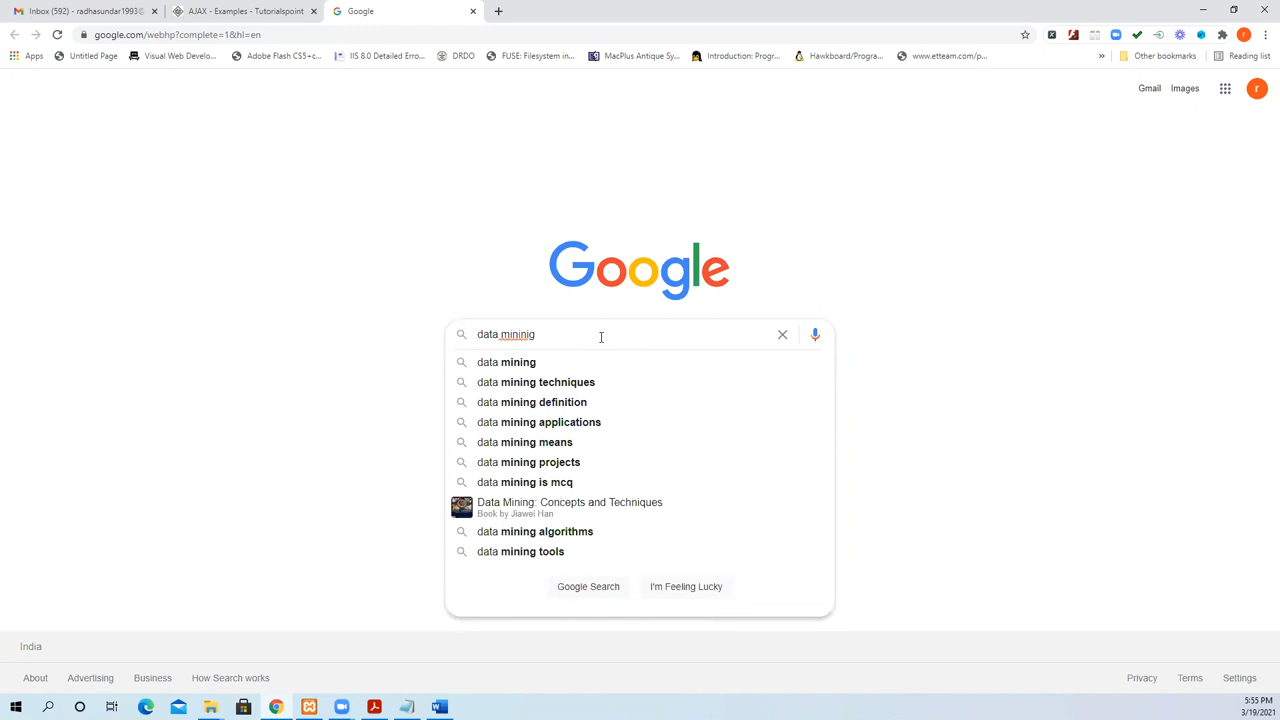 Inbox (592) - radhasundar1993@
AJAX - Examples - Tutorialspoint
Google
google.com/webhp?complete=1&hl=en
Apps
Untitled Page
Visual Web Develo...
Adobe Flash CS5+c...
IIS 8.0 Detailed Erro...
DRDO
FUSE: Filesystem in...
MacPlus Antique Sy...
Introduction: Progr...
Hawkboard/Progra...
www.etteam.com/p...
»
Other bookmarks
Reading list
r
Gmail
Images
r
Google
data mininig
data mining
data mining techniques
data mining definition
data mining applications
data mining means
data mining projects
data mining is mcq
Data Mining: Concepts and Techniques
Book by Jiawei Han
data mining algorithms
data mining tools
Google Search
I'm Feeling Lucky
India
About
Advertising
Business
How Search works
Privacy
Terms
Settings
5:55 PM
3/19/2021